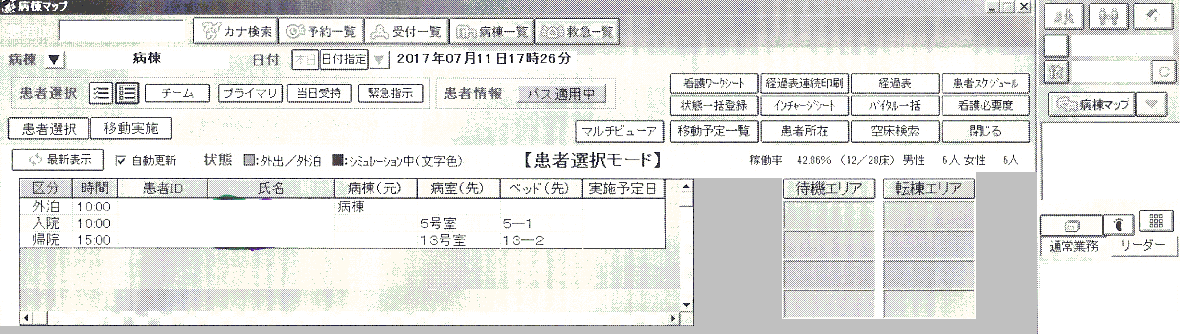 病棟マップ
カナ検索 予約一覧 受付一覧 病棟一覧 救急一覧
病棟 ▼ 病棟 日付 本日 日付指定 ▼ 2017年07月11日17時26分
患者選択 チーム プライマリ 当日受持 緊急指示 患者情報 パス適用中
看護ワークシート 経過表連続印刷 経過表 患者スケジュール
状態一括登録 インチャージシート バイタル一括 看護必要度
患者選択 移動実施
マルチビューア 移動予定一覧 患者所在 空床検索 閉じる
最新表示 自動更新 状態 :外出/外泊 :シミュレーション中(文字色) 【患者選択モード】 稼働率 42.86% (12/28床) 男性 6人 女性 6人
区分 時間 患者ID 氏名 病棟(元) 病室(先) ベッド(先) 実施予定日
外泊 10:00 病棟
入院 10:00 5号室 5-1
帰院 15:00 13号室 13-2
待機エリア 転棟エリア
病棟マップ
通常業務 リーダー